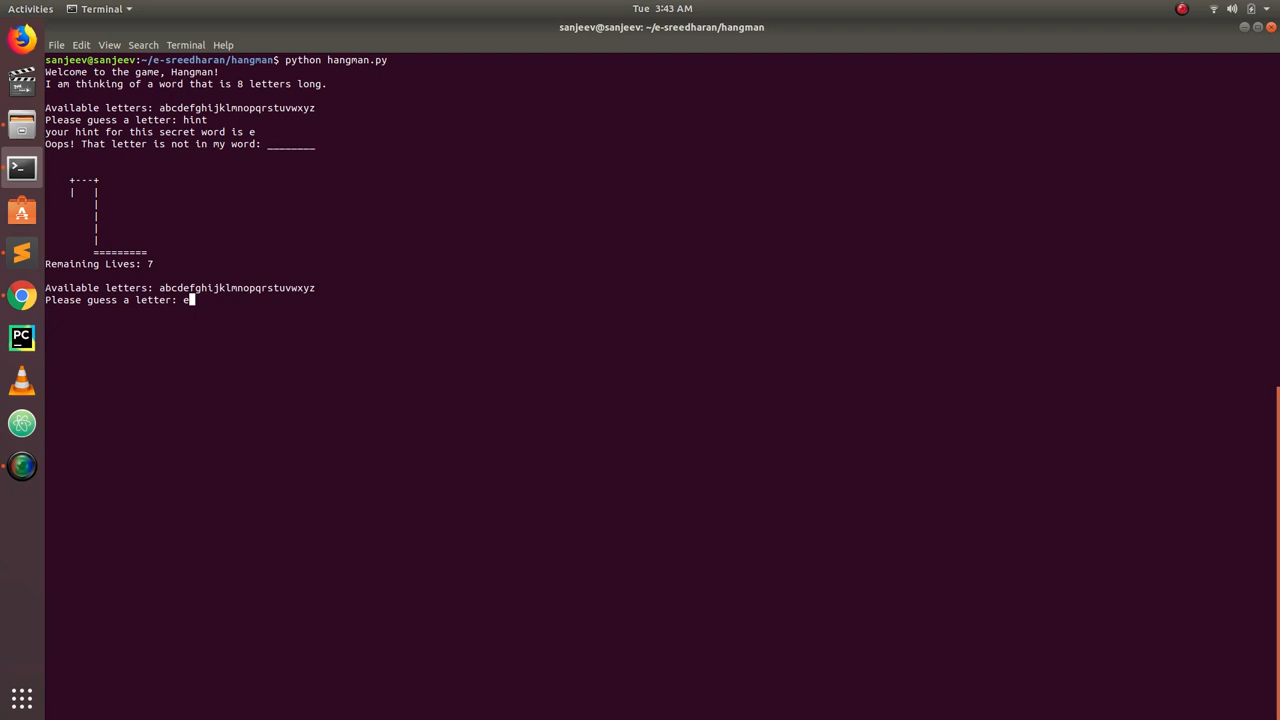 Activities Terminal Tue 3:43 AM
sanjeev@sanjeev: ~/e-sreedharan/hangman
File Edit View Search Terminal Help
sanjeev@sanjeev:~/e-sreedharan/hangman$ python hangman.py
Welcome to the game, Hangman!
I am thinking of a word that is 8 letters long.
Available letters: abcdefghijklmnopqrstuvwxyz
Please guess a letter: hint
your hint for this secret word is e
Oops! That letter is not in my word: ________
+---+
|   |
|
|
|
|
=========
Remaining Lives: 7
Available letters: abcdefghijklmnopqrstuvwxyz
Please guess a letter: e
PC